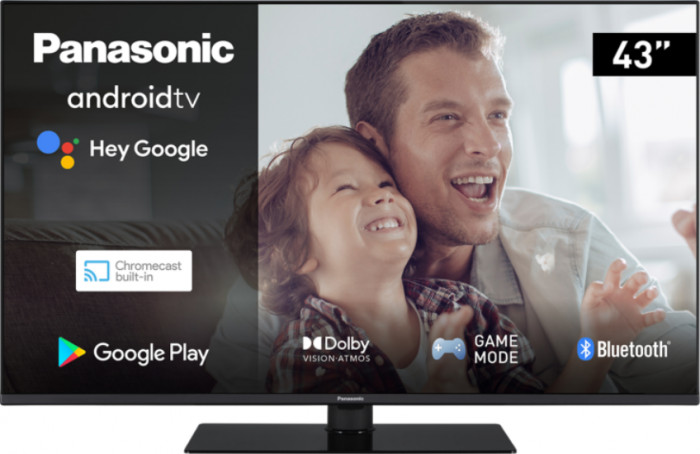 Panasonic
43”
androidtv
Hey Google
Chromecast
built-in
Google Play
Dolby
VISION·ATMOS
GAME
MODE
Bluetooth®
Panasonic